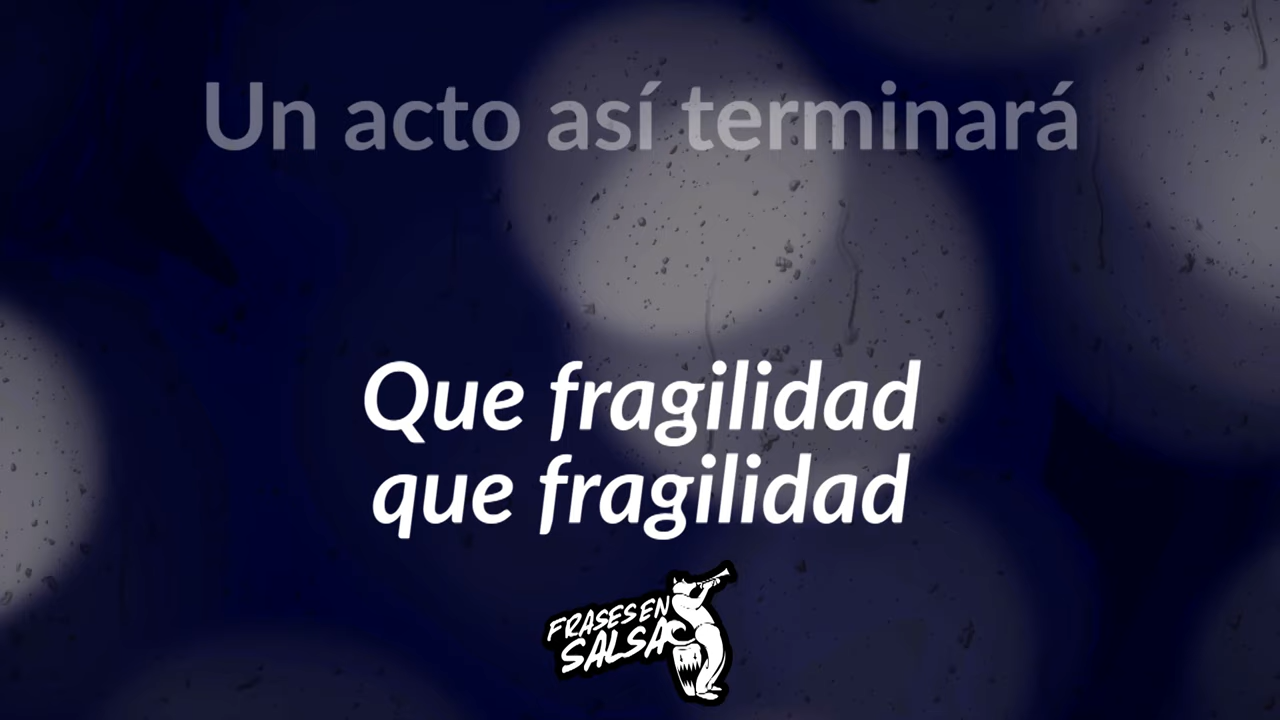 Un acto así terminará
Que fragilidad
que fragilidad
FRASES EN
SALSA